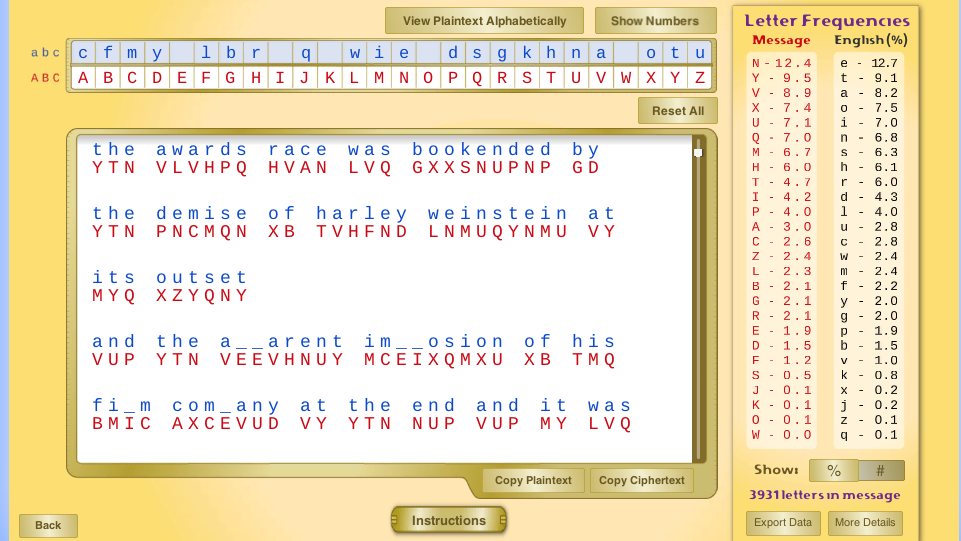 View Plaintext Alphabetically
Show Numbers
abc c f m y l b r q w i e d s g k h n a o t u
ABC A B C D E F G H I J K L M N O P Q R S T U V W X Y Z
Reset All
the awards race was bookended by
YTN VLVHPQ HVAN LVQ GXXSNUPNP GD
the demise of harley weinstein at
YTN PNCMQN XB TVHFND LNMUQYNMU VY
its outset
MYQ XZYQNY
and the a__arent im__osion of his
VUP YTN VEEVHNUY MCEIXQMXU XB TMQ
fi_m com_any at the end and it was
BMIC AXCEVUD VY YTN NUP VUP MY LVQ
Copy Plaintext
Copy Ciphertext
Instructions
Back
Letter Frequencies
Message English (%)
N - 12.4 e - 12.7
Y - 9.5 t - 9.1
V - 8.9 a - 8.2
X - 7.4 o - 7.5
U - 7.1 i - 7.0
Q - 7.0 n - 6.8
M - 6.7 s - 6.3
H - 6.0 h - 6.1
T - 4.7 r - 6.0
I - 4.2 d - 4.3
P - 4.0 l - 4.0
A - 3.0 u - 2.8
C - 2.6 c - 2.8
Z - 2.4 w - 2.4
L - 2.3 m - 2.4
B - 2.1 f - 2.2
G - 2.1 y - 2.0
R - 2.1 g - 2.0
E - 1.9 p - 1.9
D - 1.5 b - 1.5
F - 1.2 v - 1.0
S - 0.5 k - 0.8
J - 0.1 x - 0.2
K - 0.1 j - 0.2
O - 0.1 z - 0.1
W - 0.0 q - 0.1
Show: % #
3931 letters in message
Export Data
More Details